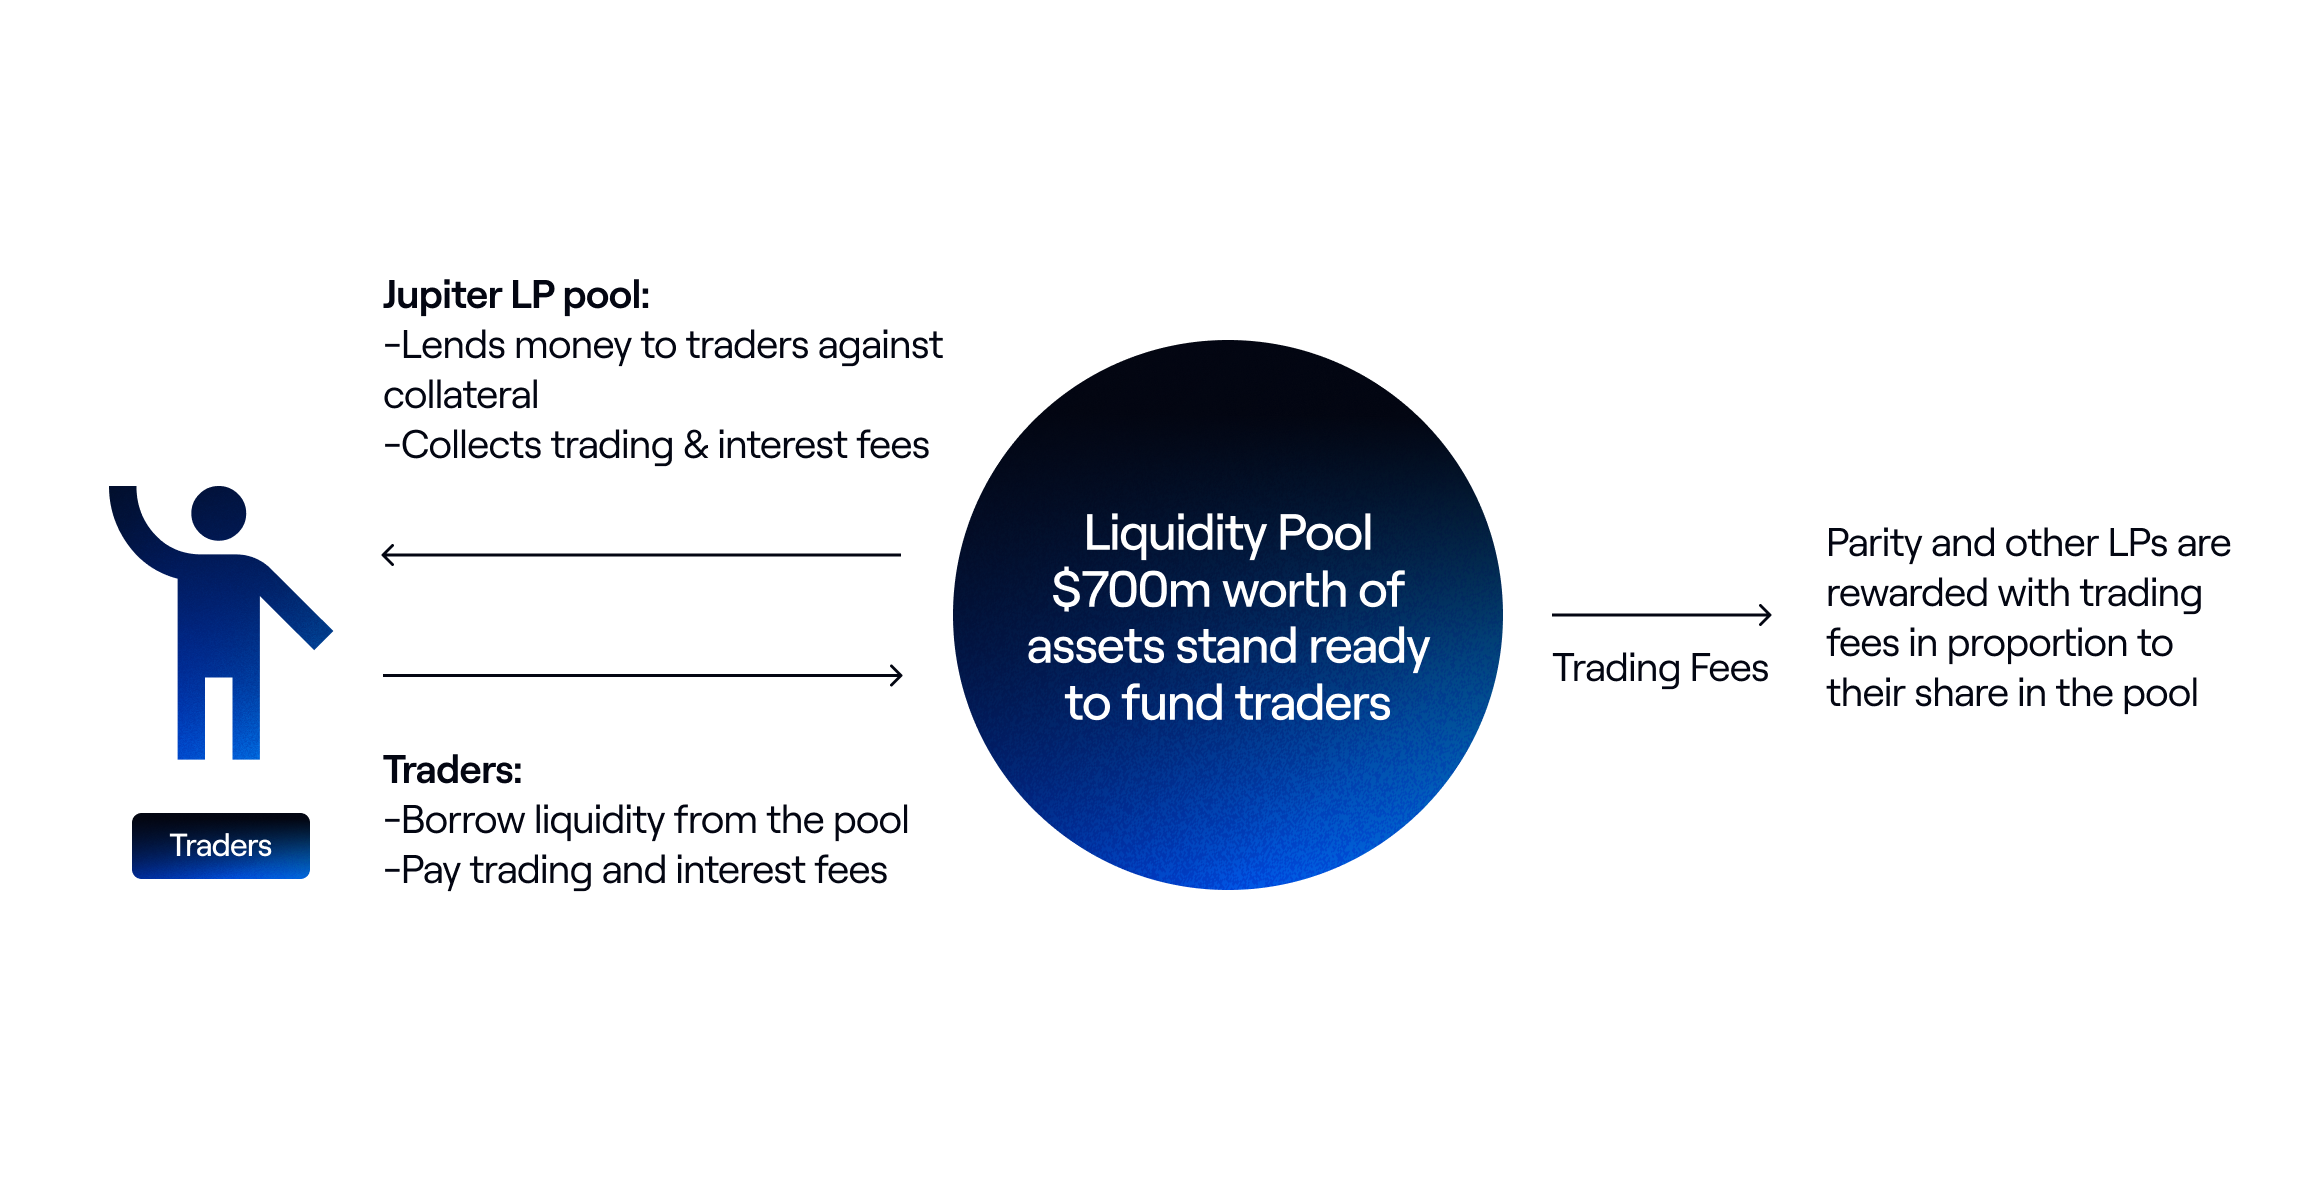 Jupiter LP pool:
-Lends money to traders against
collateral
-Collects trading & interest fees
Traders
Traders:
-Borrow liquidity from the pool
-Pay trading and interest fees
Liquidity Pool
$700m worth of
assets stand ready
to fund traders
Trading Fees
Parity and other LPs are
rewarded with trading
fees in proportion to
their share in the pool